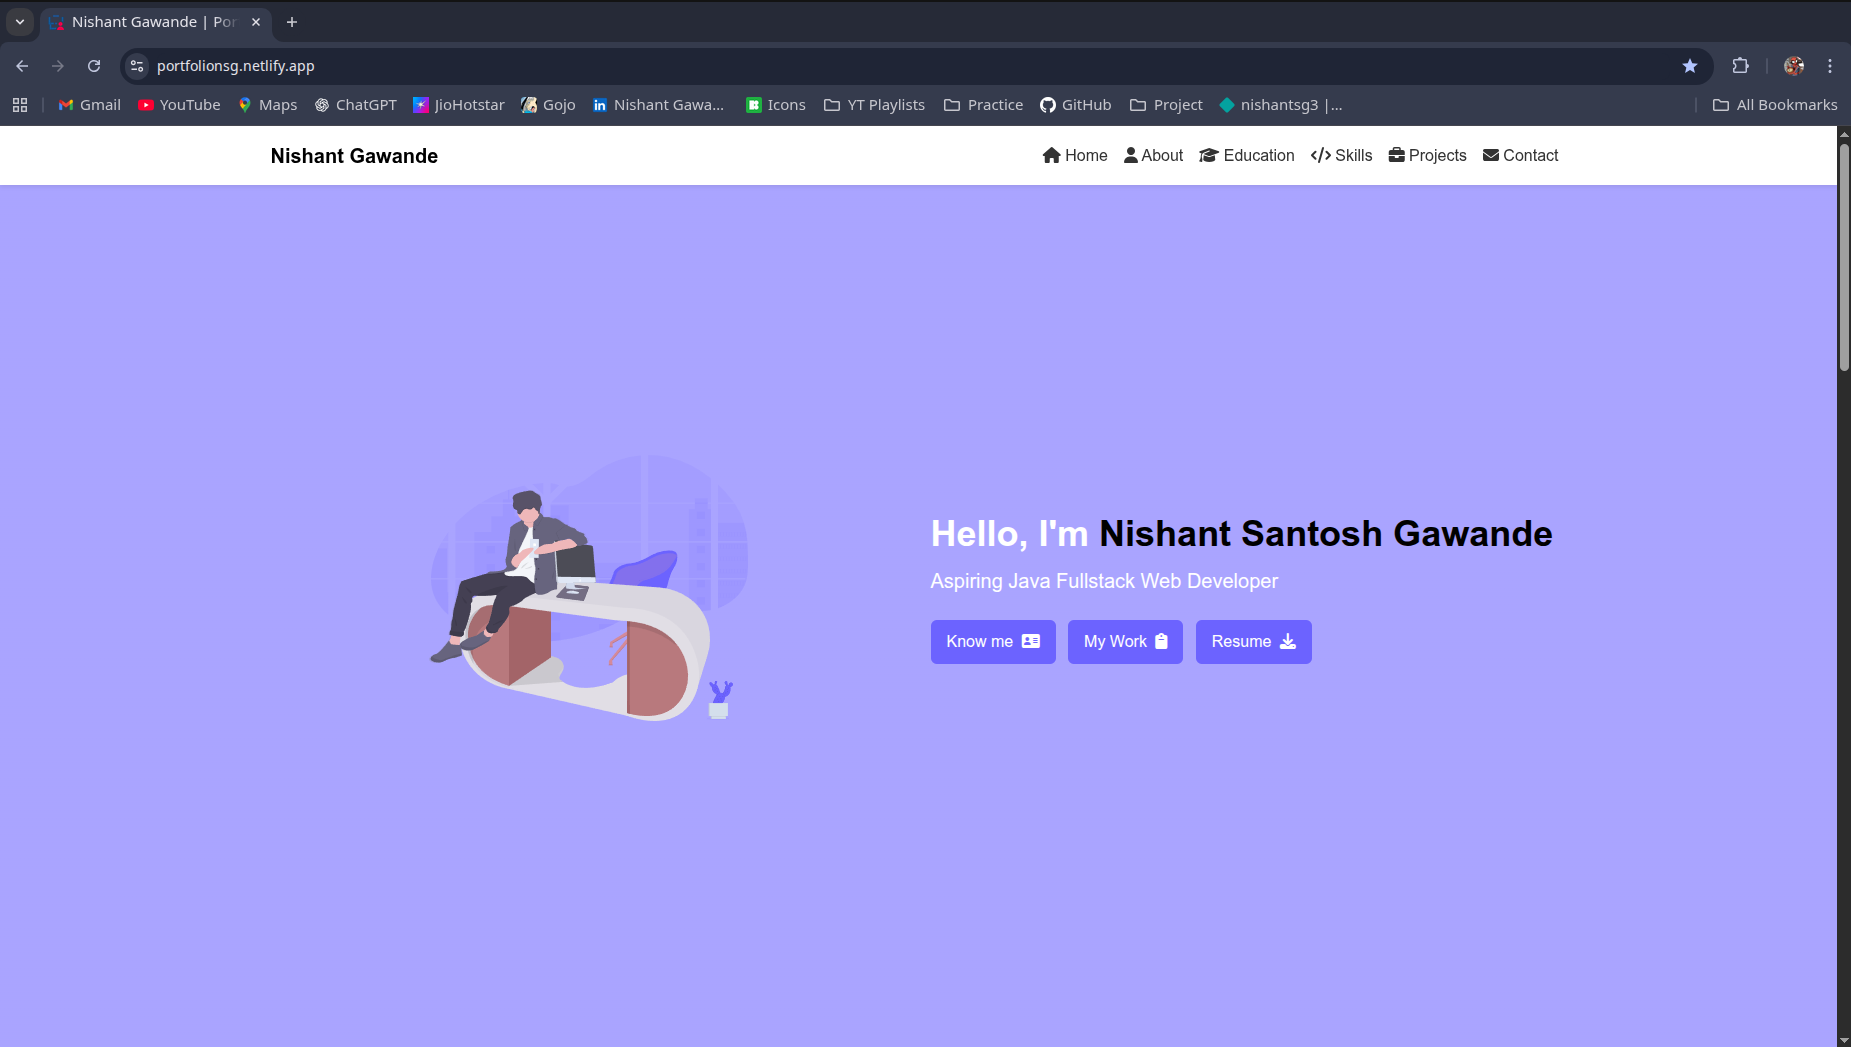 Nishant Gawande | Por
portfolionsg.netlify.app
Gmail YouTube Maps ChatGPT JioHotstar Gojo Nishant Gawa... Icons YT Playlists Practice GitHub Project nishantsg3 |... All Bookmarks
Nishant Gawande Home About Education Skills Projects Contact
Hello, I'm Nishant Santosh Gawande
Aspiring Java Fullstack Web Developer
Know me My Work Resume